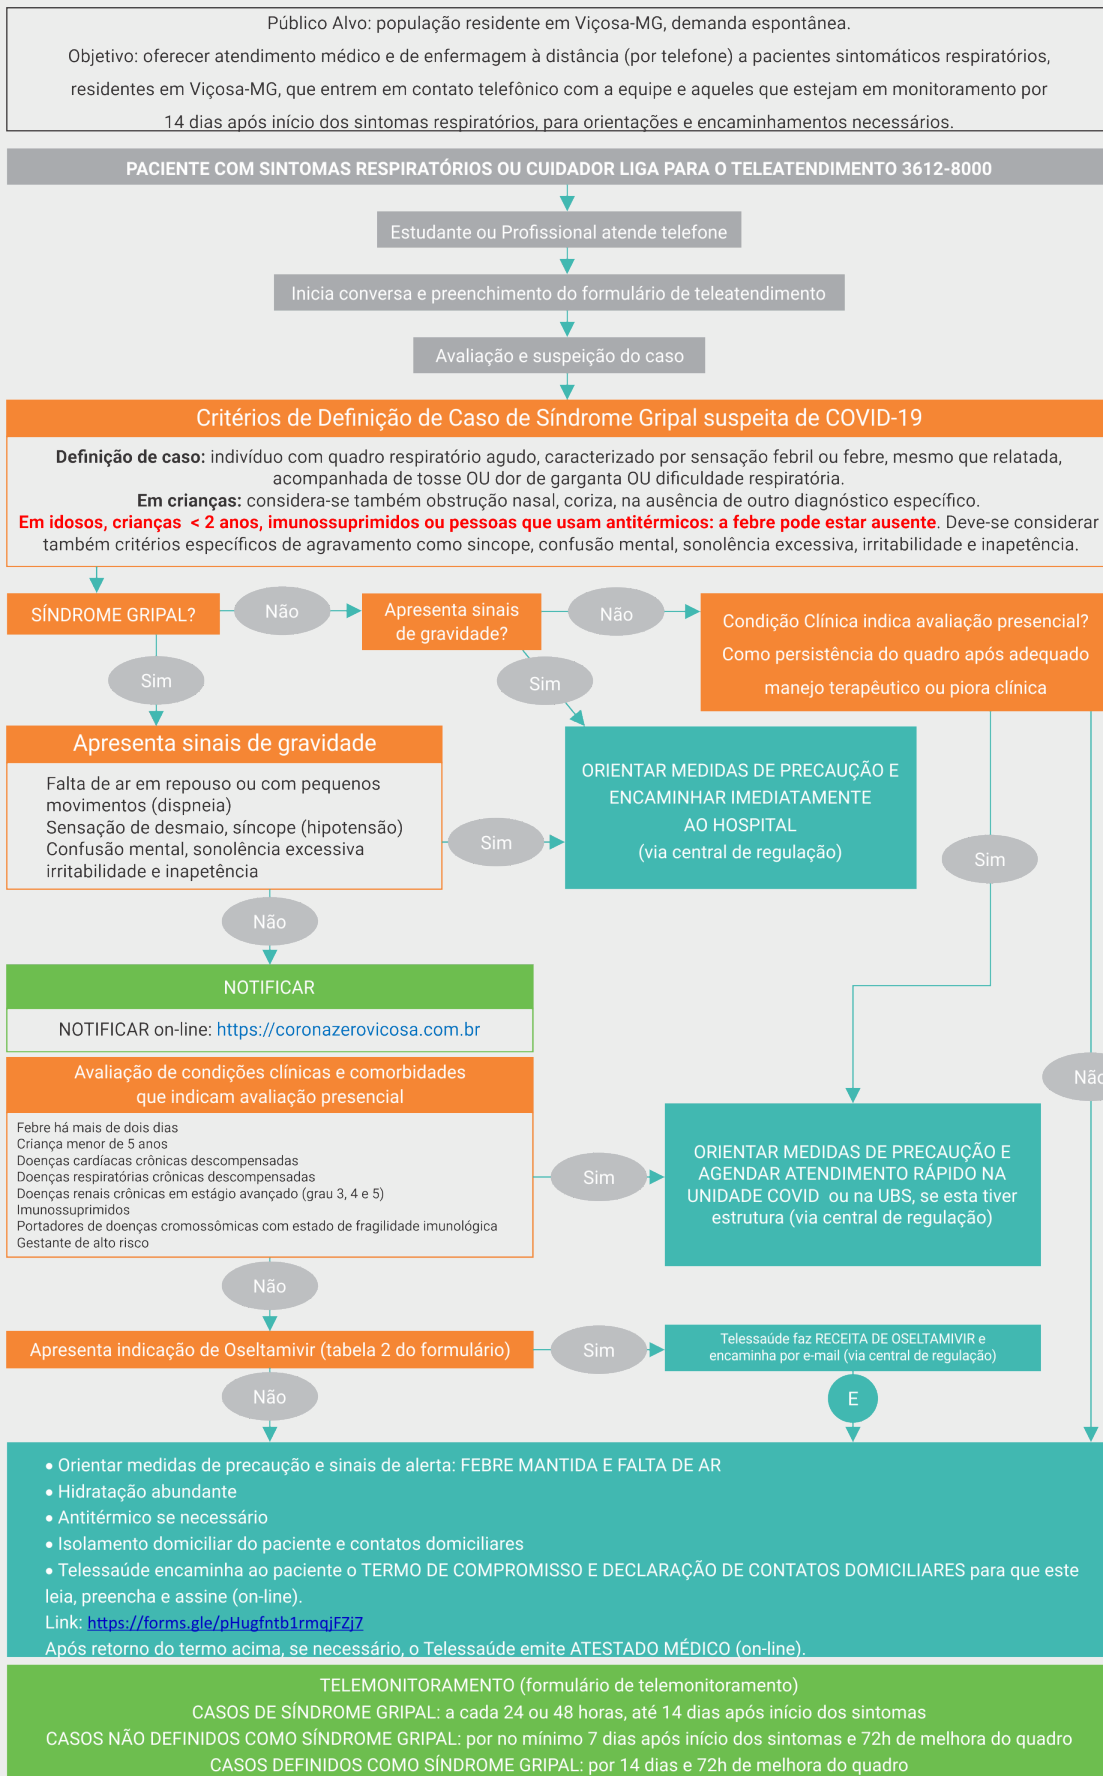 Público Alvo: população residente em Viçosa-MG, demanda espontânea.
Objetivo: oferecer atendimento médico e de enfermagem à distância (por telefone) a pacientes sintomáticos respiratórios,
residentes em Viçosa-MG, que entrem em contato telefônico com a equipe e aqueles que estejam em monitoramento por
14 dias após início dos sintomas respiratórios, para orientações e encaminhamentos necessários.
PACIENTE COM SINTOMAS RESPIRATÓRIOS OU CUIDADOR LIGA PARA O TELEATENDIMENTO 3612-8000
Estudante ou Profissional atende telefone
Inicia conversa e preenchimento do formulário de teleatendimento
Avaliação e suspeição do caso
Critérios de Definição de Caso de Síndrome Gripal suspeita de COVID-19
Definição de caso: indivíduo com quadro respiratório agudo, caracterizado por sensação febril ou febre, mesmo que relatada,
acompanhada de tosse OU dor de garganta OU dificuldade respiratória.
Em crianças: considera-se também obstrução nasal, coriza, na ausência de outro diagnóstico específico.
Em idosos, crianças < 2 anos, imunossuprimidos ou pessoas que usam antitérmicos: a febre pode estar ausente. Deve-se considerar
também critérios específicos de agravamento como sincope, confusão mental, sonolência excessiva, irritabilidade e inapetência.
SÍNDROME GRIPAL?
Não
Apresenta sinais
de gravidade?
Não
Condição Clínica indica avaliação presencial?
Como persistência do quadro após adequado
manejo terapêutico ou piora clínica
Sim
Sim
Apresenta sinais de gravidade
Falta de ar em repouso ou com pequenos
movimentos (dispneia)
Sensação de desmaio, síncope (hipotensão)
Confusão mental, sonolência excessiva
irritabilidade e inapetência
Sim
ORIENTAR MEDIDAS DE PRECAUÇÃO E
ENCAMINHAR IMEDIATAMENTE
AO HOSPITAL
(via central de regulação)
Sim
Não
NOTIFICAR
NOTIFICAR on-line: https://coronazerovicosa.com.br
Avaliação de condições clínicas e comorbidades
que indicam avaliação presencial
Não
Febre há mais de dois dias
Criança menor de 5 anos
Doenças cardíacas crônicas descompensadas
Doenças respiratórias crônicas descompensadas
Doenças renais crônicas em estágio avançado (grau 3, 4 e 5)
Imunossuprimidos
Portadores de doenças cromossômicas com estado de fragilidade imunológica
Gestante de alto risco
Sim
ORIENTAR MEDIDAS DE PRECAUÇÃO E
AGENDAR ATENDIMENTO RÁPIDO NA
UNIDADE COVID ou na UBS, se esta tiver
estrutura (via central de regulação)
Não
Apresenta indicação de Oseltamivir (tabela 2 do formulário)
Sim
Telessaúde faz RECEITA DE OSELTAMIVIR e
encaminha por e-mail (via central de regulação)
Não
E
• Orientar medidas de precaução e sinais de alerta: FEBRE MANTIDA E FALTA DE AR
• Hidratação abundante
• Antitérmico se necessário
• Isolamento domiciliar do paciente e contatos domiciliares
• Telessaúde encaminha ao paciente o TERMO DE COMPROMISSO E DECLARAÇÃO DE CONTATOS DOMICILIARES para que este
leia, preencha e assine (on-line).
Link: https://forms.gle/pHugfntb1rmqjFZj7
Após retorno do termo acima, se necessário, o Telessaúde emite ATESTADO MÉDICO (on-line).
TELEMONITORAMENTO (formulário de telemonitoramento)
CASOS DE SÍNDROME GRIPAL: a cada 24 ou 48 horas, até 14 dias após início dos sintomas
CASOS NÃO DEFINIDOS COMO SÍNDROME GRIPAL: por no mínimo 7 dias após início dos sintomas e 72h de melhora do quadro
CASOS DEFINIDOS COMO SÍNDROME GRIPAL: por 14 dias e 72h de melhora do quadro